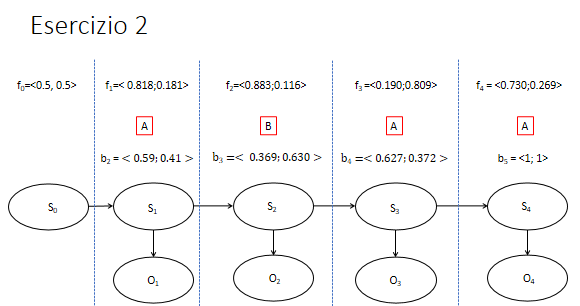 Esercizio 2
f₀=<0.5, 0.5>
f₁=< 0.818;0.181>
f₂=<0.883;0.116>
f₃ =<0.190;0.809>
f₄ = <0.730;0.269>
A
B
A
A
b₂ = < 0.59; 0.41 >
b₃ =< 0.369; 0.630 >
b₄ =< 0.627; 0.372 >
b₅ = <1; 1>
S₀
S₁
S₂
S₃
S₄
O₁
O₂
O₃
O₄